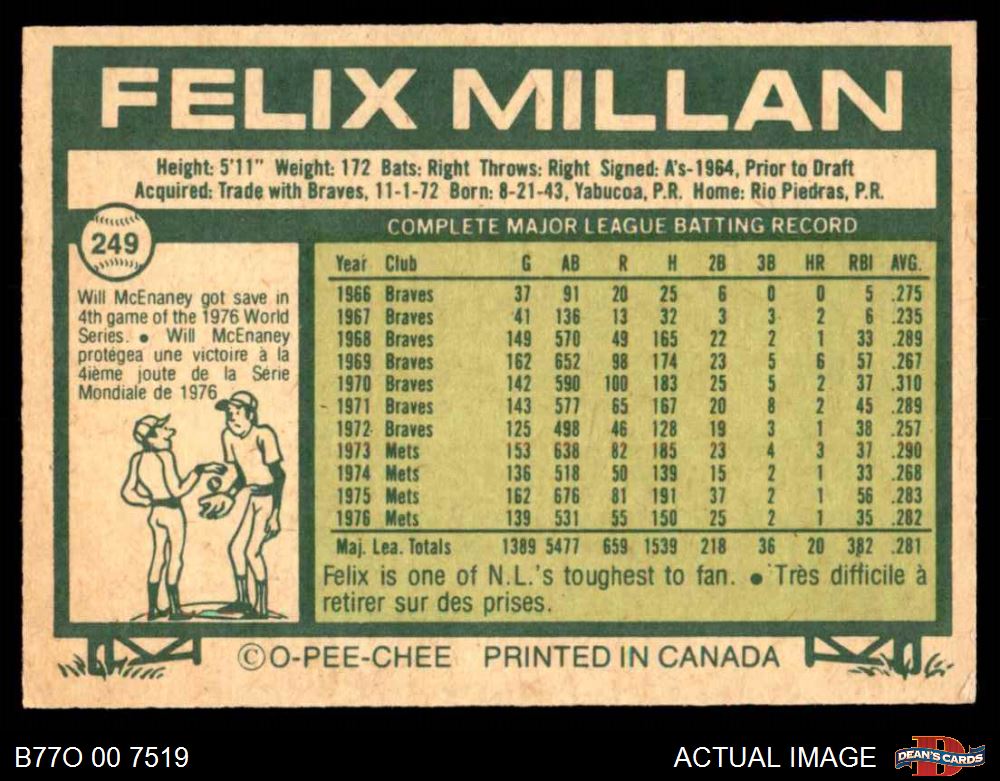 FELIX MILLAN
Height: 5'11" Weight: 172 Bats: Right Throws: Right Signed: A's-1964, Prior to Draft
Acquired: Trade with Braves, 11-1-72 Born: 8-21-43, Yabucoa, P.R. Home: Rio Piedras, P.R.
249
Will McEnaney got save in
4th game of the 1976 World
Series. ● Will McEnaney
protégea une victoire à la
4ième joute de la Série
Mondiale de 1976
COMPLETE MAJOR LEAGUE BATTING RECORD
Year Club G AB R H 2B 3B HR RBI AVG.
1966 Braves 37 91 20 25 6 0 0 5 .275
1967 Braves 41 136 13 32 3 3 2 6 .235
1968 Braves 149 570 49 165 22 2 1 33 .289
1969 Braves 162 652 98 174 23 5 6 57 .267
1970 Braves 142 590 100 183 25 5 2 37 .310
1971 Braves 143 577 65 167 20 8 2 45 .289
1972 Braves 125 498 46 128 19 3 1 38 .257
1973 Mets 153 638 82 185 23 4 3 37 .290
1974 Mets 136 518 50 139 15 2 1 33 .268
1975 Mets 162 676 81 191 37 2 1 56 .283
1976 Mets 139 531 55 150 25 2 1 35 .282
Maj. Lea. Totals 1389 5477 659 1539 218 36 20 382 .281
Felix is one of N.L.'s toughest to fan. ● Très difficile à
retirer sur des prises.
©O-PEE-CHEE PRINTED IN CANADA
B77O 00 7519
ACTUAL IMAGE
DEAN'S CARDS